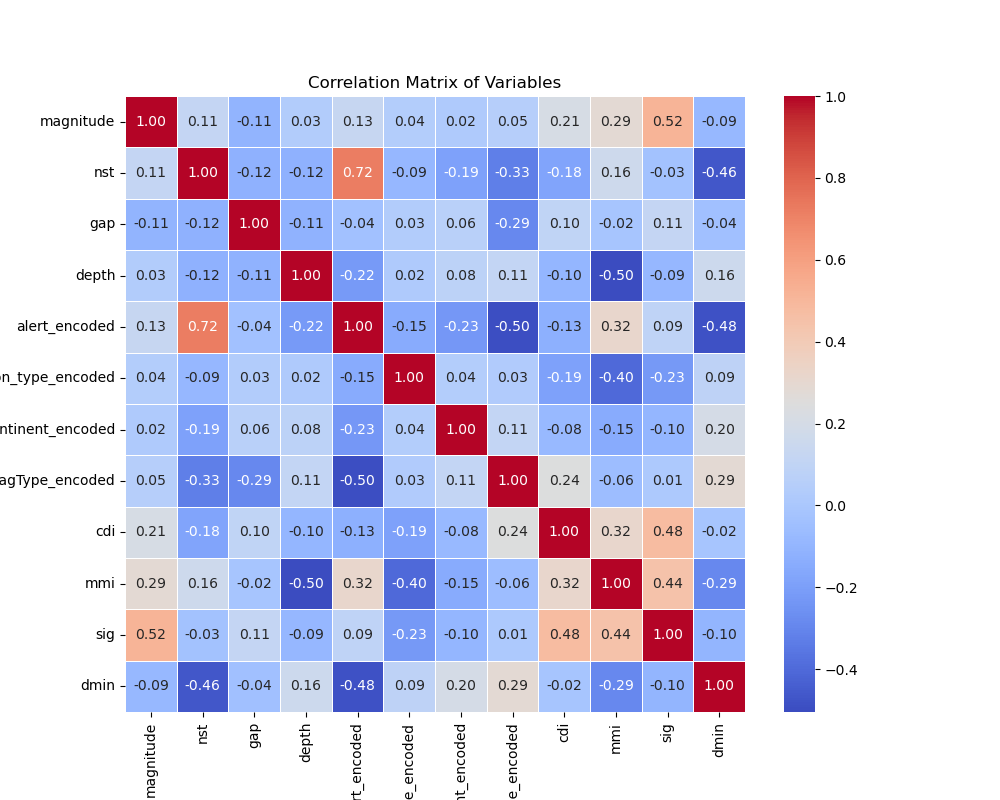 Correlation Matrix of Variables
magnitude 1.00 0.11 -0.11 0.03 0.13 0.04 0.02 0.05 0.21 0.29 0.52 -0.09
nst 0.11 1.00 -0.12 -0.12 0.72 -0.09 -0.19 -0.33 -0.18 0.16 -0.03 -0.46
gap -0.11 -0.12 1.00 -0.11 -0.04 0.03 0.06 -0.29 0.10 -0.02 0.11 -0.04
depth 0.03 -0.12 -0.11 1.00 -0.22 0.02 0.08 0.11 -0.10 -0.50 -0.09 0.16
alert_encoded 0.13 0.72 -0.04 -0.22 1.00 -0.15 -0.23 -0.50 -0.13 0.32 0.09 -0.48
on_type_encoded 0.04 -0.09 0.03 0.02 -0.15 1.00 0.04 0.03 -0.19 -0.40 -0.23 0.09
ntinent_encoded 0.02 -0.19 0.06 0.08 -0.23 0.04 1.00 0.11 -0.08 -0.15 -0.10 0.20
agType_encoded 0.05 -0.33 -0.29 0.11 -0.50 0.03 0.11 1.00 0.24 -0.06 0.01 0.29
cdi 0.21 -0.18 0.10 -0.10 -0.13 -0.19 -0.08 0.24 1.00 0.32 0.48 -0.02
mmi 0.29 0.16 -0.02 -0.50 0.32 -0.40 -0.15 -0.06 0.32 1.00 0.44 -0.29
sig 0.52 -0.03 0.11 -0.09 0.09 -0.23 -0.10 0.01 0.48 0.44 1.00 -0.10
dmin -0.09 -0.46 -0.04 0.16 -0.48 0.09 0.20 0.29 -0.02 -0.29 -0.10 1.00
magnitude
nst
gap
depth
rt_encoded
e_encoded
nt_encoded
e_encoded
cdi
mmi
sig
dmin
1.0
0.8
0.6
0.4
0.2
0.0
−0.2
−0.4